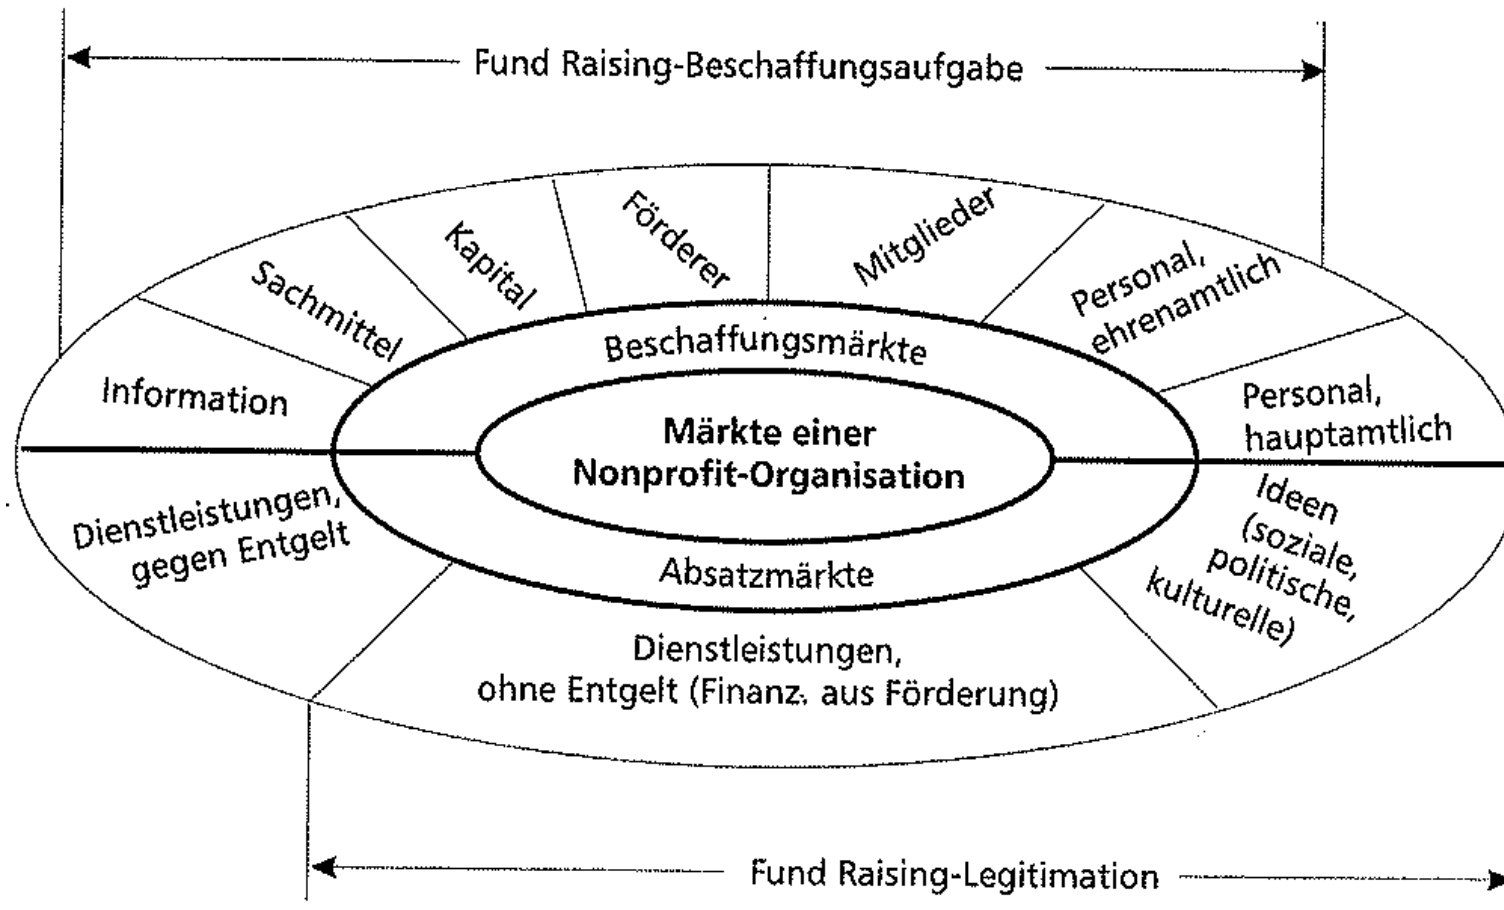 Fund Raising-Beschaffungsaufgabe
Information
Sachmittel
Kapital
Förderer
Mitglieder
Personal,
ehrenamtlich
Personal,
hauptamtlich
Beschaffungsmärkte
Märkte einer
Nonprofit-Organisation
Absatzmärkte
Dienstleistungen,
gegen Entgelt
Dienstleistungen,
ohne Entgelt (Finanz. aus Förderung)
Ideen
(soziale,
politische,
kulturelle)
Fund Raising-Legitimation